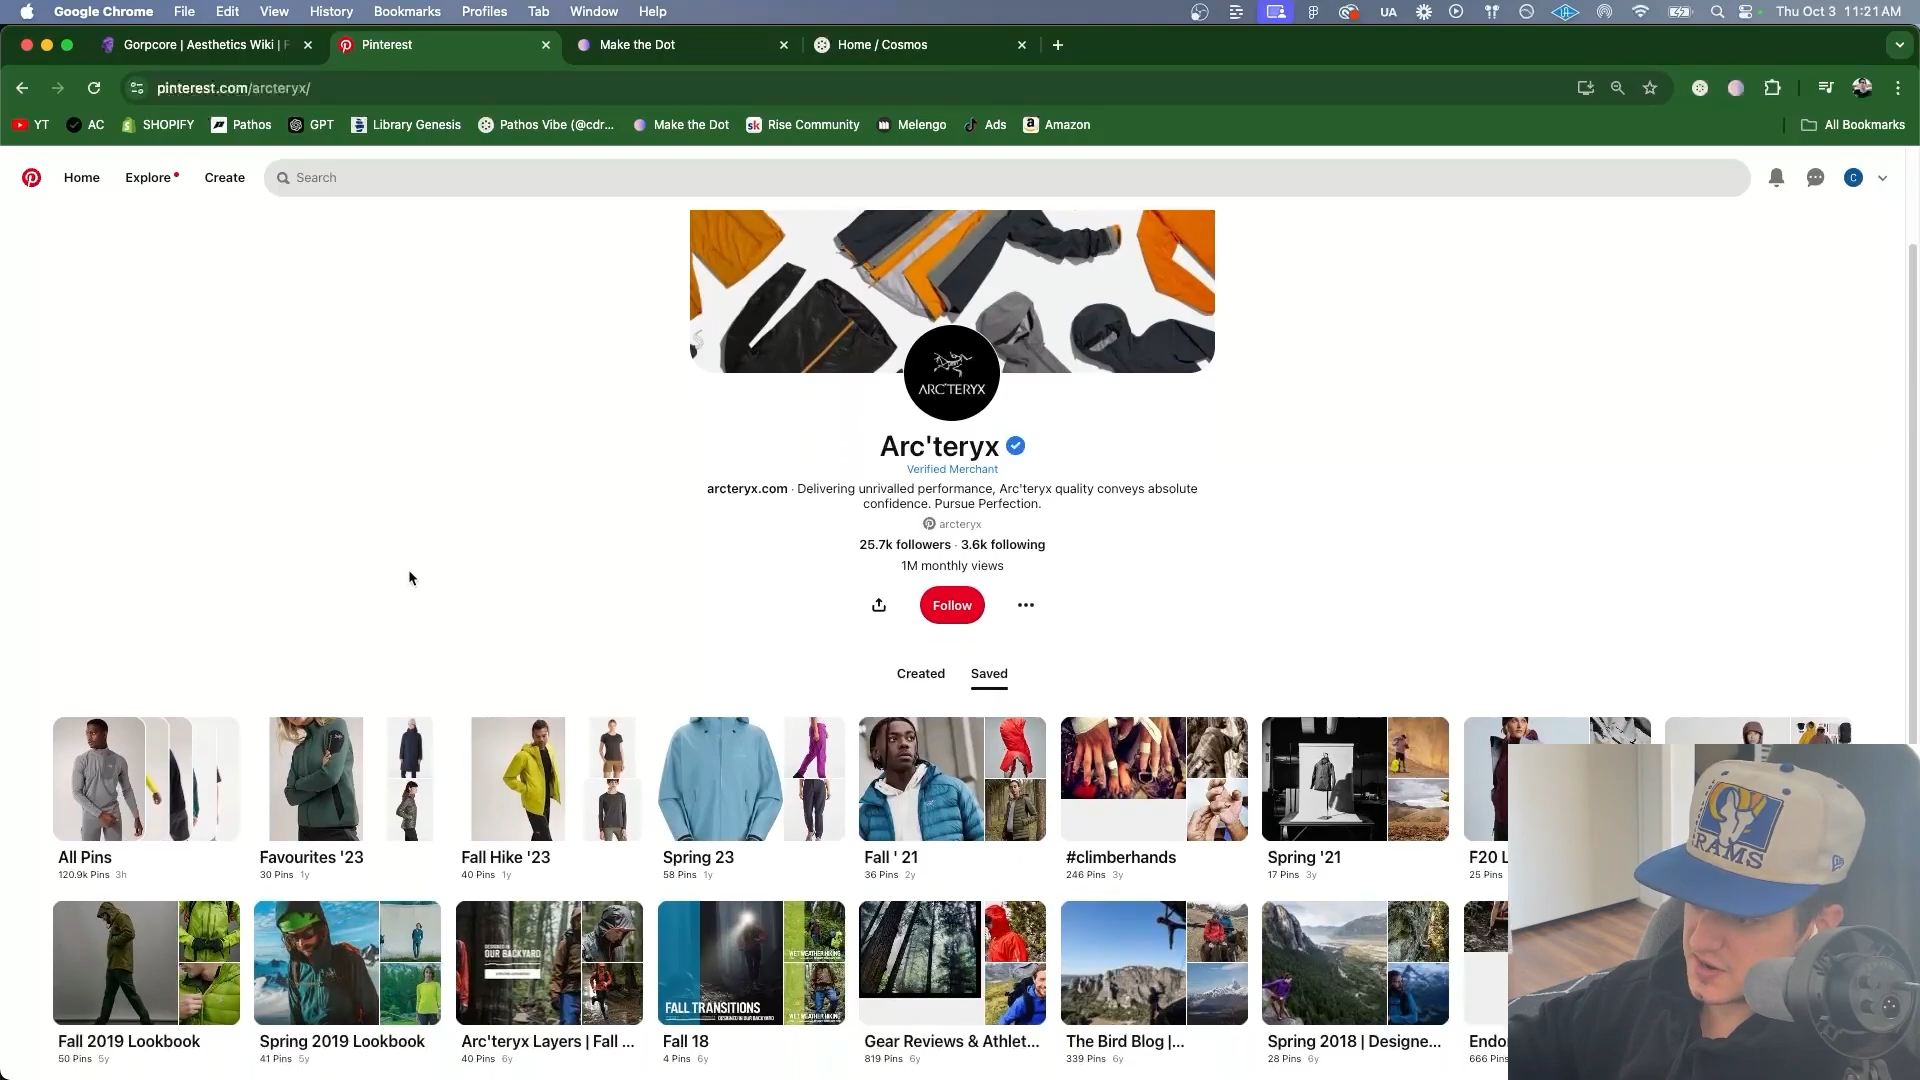 Google Chrome File Edit View History Bookmarks Profiles Tab Window Help UA Thu Oct 3 11:21 AM
Gorpcore | Aesthetics Wiki | F Pinterest Make the Dot Home / Cosmos
pinterest.com/arcteryx/
YT AC SHOPIFY Pathos GPT Library Genesis Pathos Vibe (@cdr... Make the Dot Rise Community Melengo Ads Amazon All Bookmarks
Home Explore Create Search C
ARC'TERYX
Arc'teryx
Verified Merchant
arcteryx.com · Delivering unrivalled performance, Arc'teryx quality conveys absolute
confidence. Pursue Perfection.
arcteryx
25.7k followers · 3.6k following
1M monthly views
Follow
Created Saved
All Pins Favourites '23 Fall Hike '23 Spring 23 Fall ' 21 #climberhands Spring '21 F20 L
120.9k Pins 3h 30 Pins 1y 40 Pins 1y 58 Pins 1y 36 Pins 2y 246 Pins 3y 17 Pins 3y 25 Pins
RAMS
OUR BACKYARD
FALL TRANSITIONS
WET WEATHER HIKING
WET WEATHER HIKING
Fall 2019 Lookbook Spring 2019 Lookbook Arc'teryx Layers | Fall ... Fall 18 Gear Reviews & Athlet... The Bird Blog |... Spring 2018 | Designe... Endo
50 Pins 5y 41 Pins 5y 40 Pins 6y 4 Pins 6y 819 Pins 6y 339 Pins 6y 28 Pins 6y 666 Pins